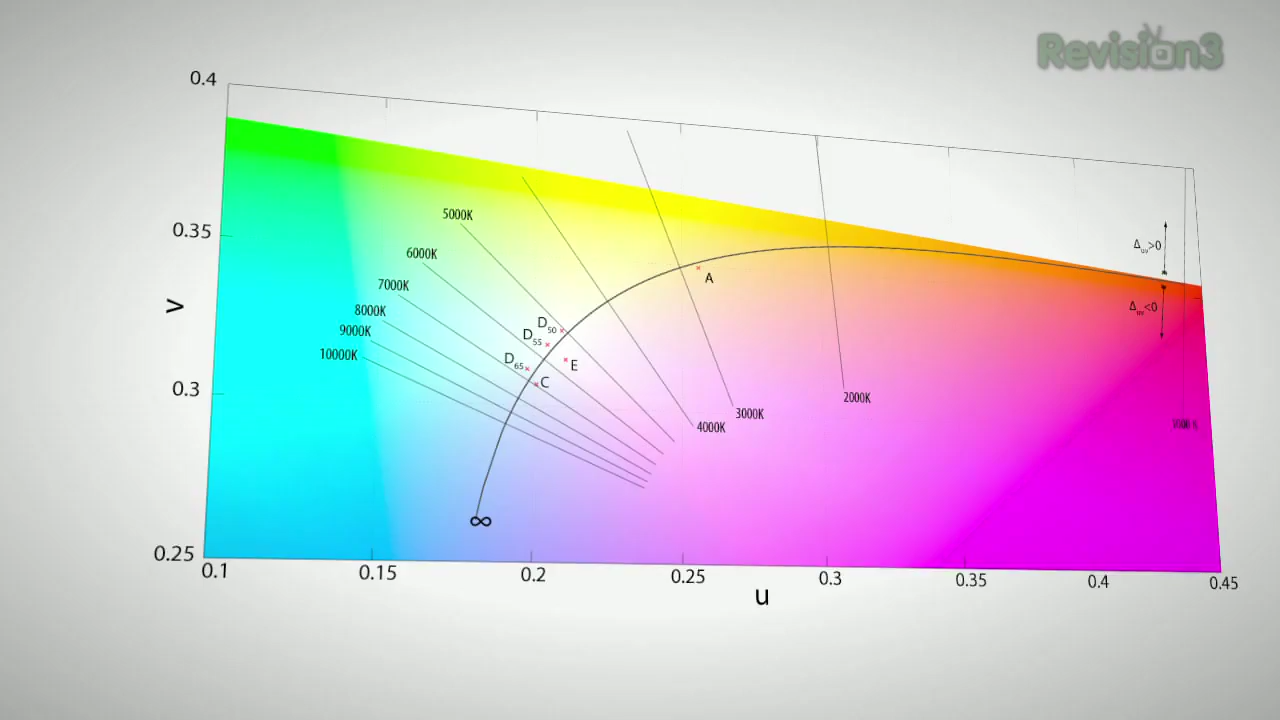 Revision3
0.4
5000K
0.35
Δuv>0
6000K
A
7000K
v
Δuv<0
8000K
D50
9000K
D55
10000K
D65
E
C
0.3
2000K
3000K
4000K
1000 K
∞
0.25
0.1
0.15
0.2
0.25
0.3
0.35
0.4
0.45
u